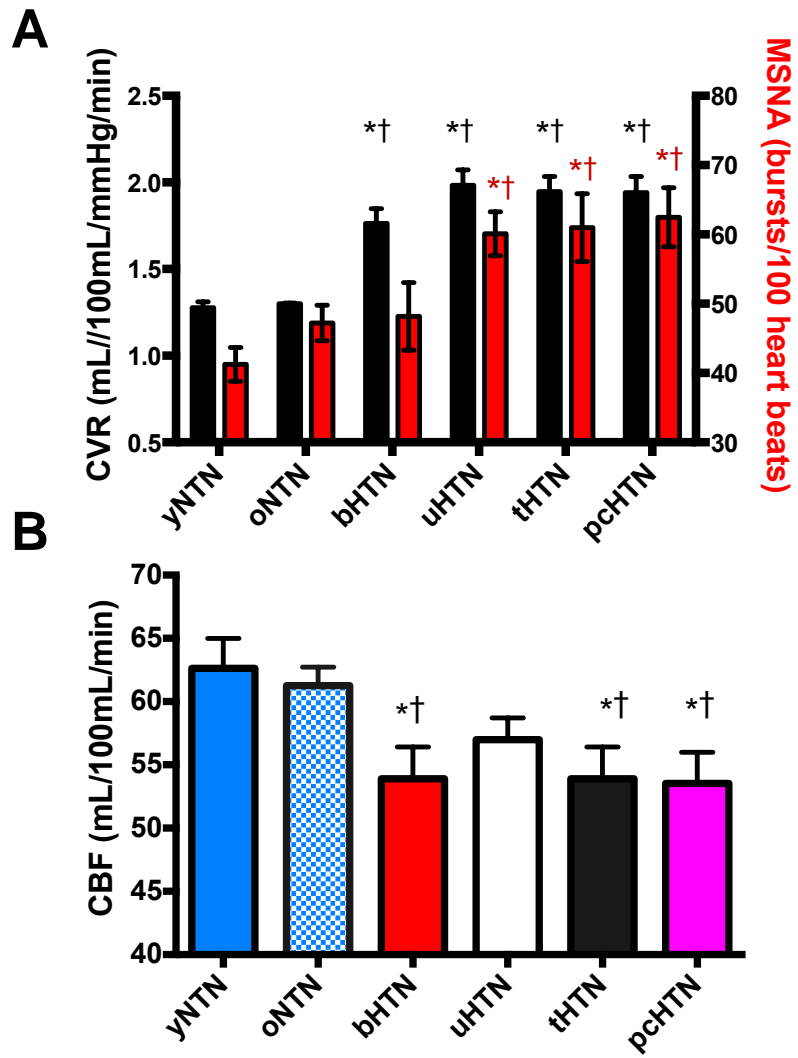 A
CVR (mL//100mL/mmHg/min)
MSNA (bursts/100 heart beats)
2.5
2.0
1.5
1.0
0.5
80
70
60
50
40
30
*†
*†
*†
*†
*†
*†
*†
yNTN
oNTN
bHTN
uHTN
tHTN
pcHTN
B
CBF (mL/100mL/min)
70
65
60
55
50
45
40
*†
*†
*†
yNTN
oNTN
bHTN
uHTN
tHTN
pcHTN